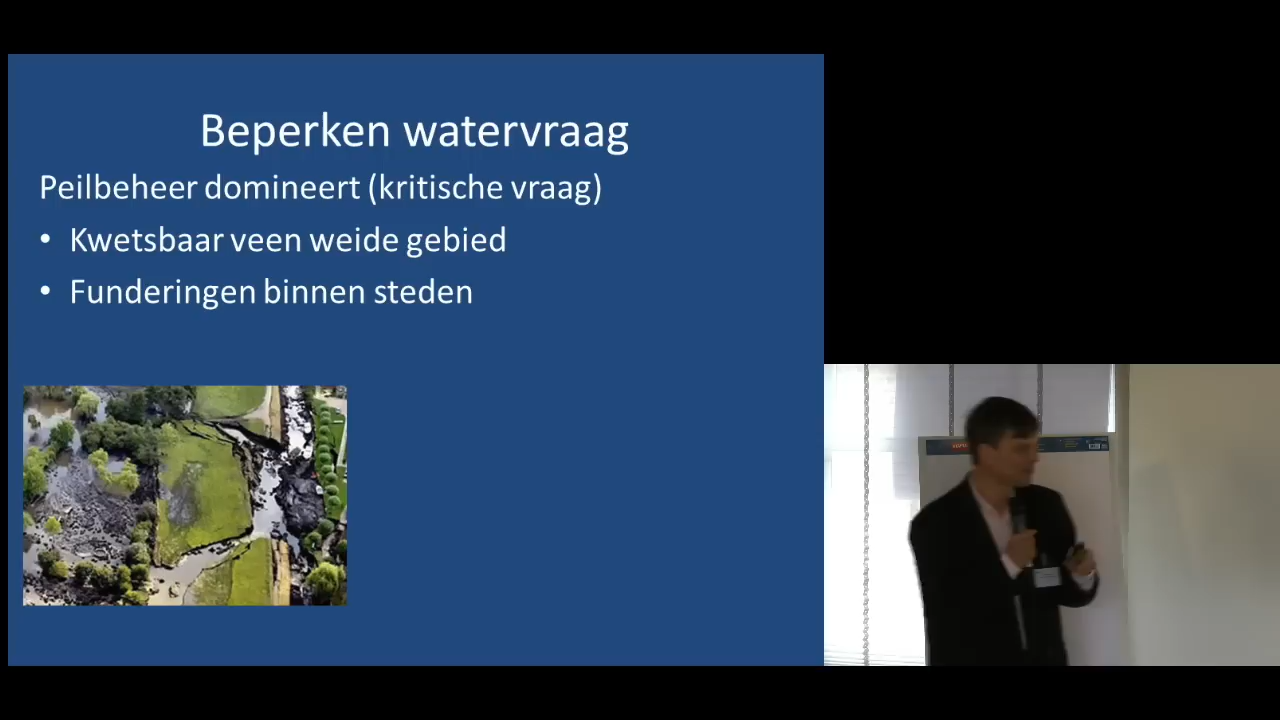 Beperken watervraag
Peilbeheer domineert (kritische vraag)
• Kwetsbaar veen weide gebied
• Funderingen binnen steden